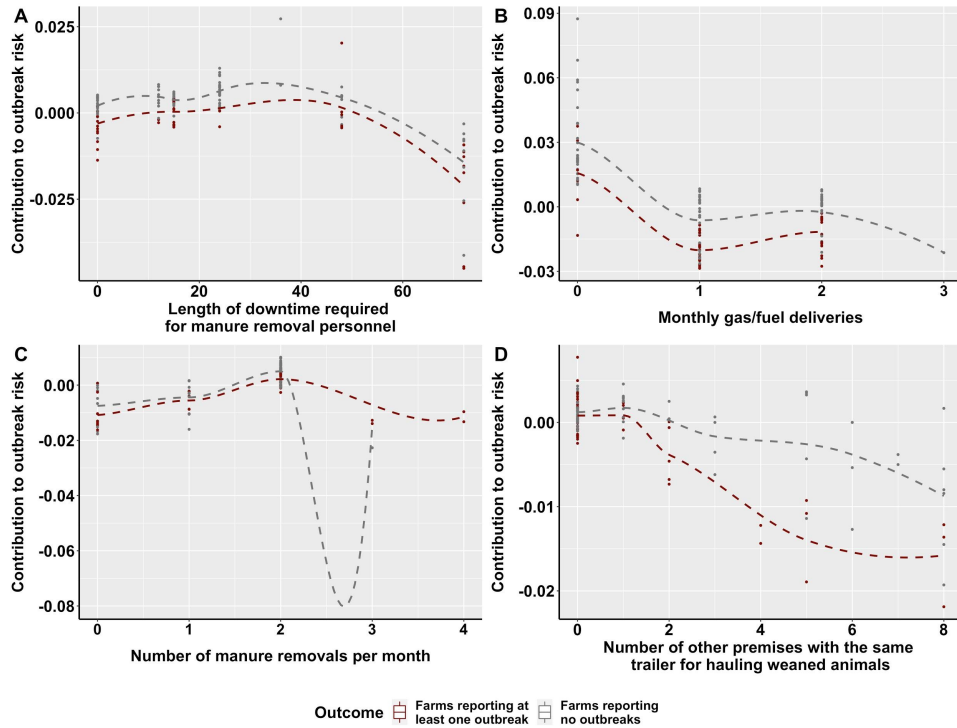 A
Contribution to outbreak risk
0.025
0.000
-0.025
0
20
40
60
Length of downtime required
for manure removal personnel
B
Contribution to outbreak risk
0.09
0.06
0.03
0.00
-0.03
0
1
2
3
Monthly gas/fuel deliveries
C
Contribution to outbreak risk
0.00
-0.02
-0.04
-0.06
-0.08
0
1
2
3
4
Number of manure removals per month
D
Contribution to outbreak risk
0.00
-0.01
-0.02
0
2
4
6
8
Number of other premises with the same
trailer for hauling weaned animals
Outcome
Farms reporting at
least one outbreak
Farms reporting
no outbreaks